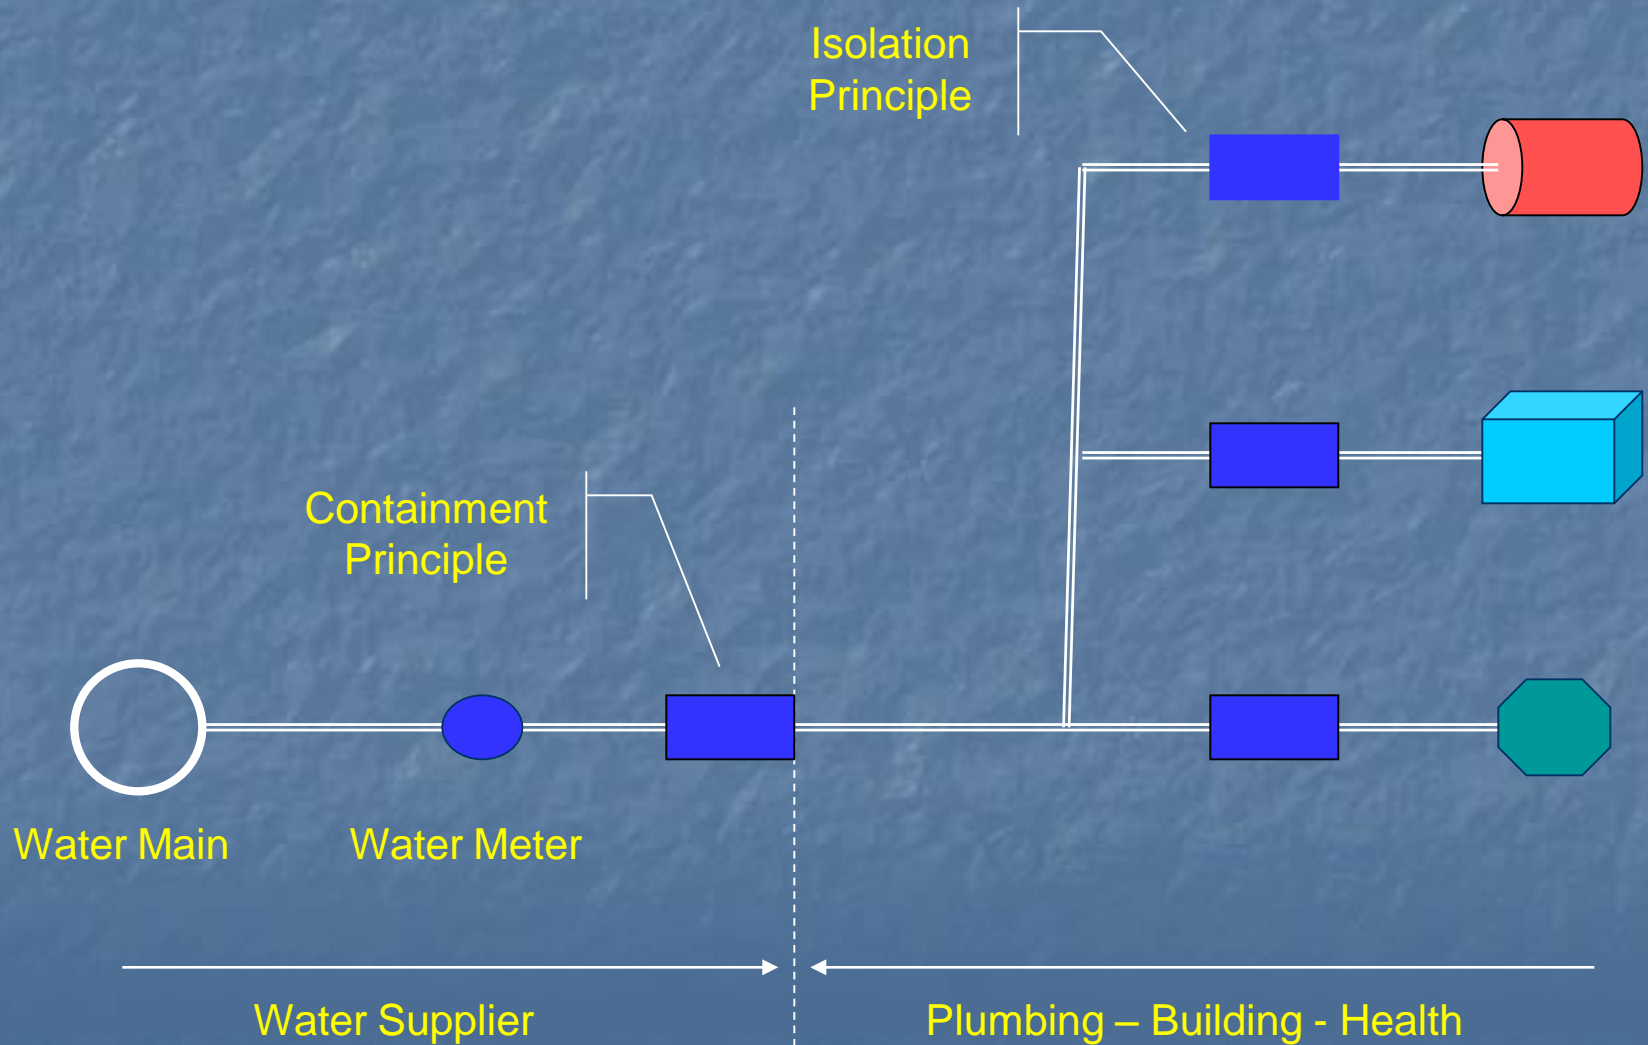 Isolation
Principle
Containment
Principle
Water Main
Water Meter
Water Supplier
Plumbing – Building - Health